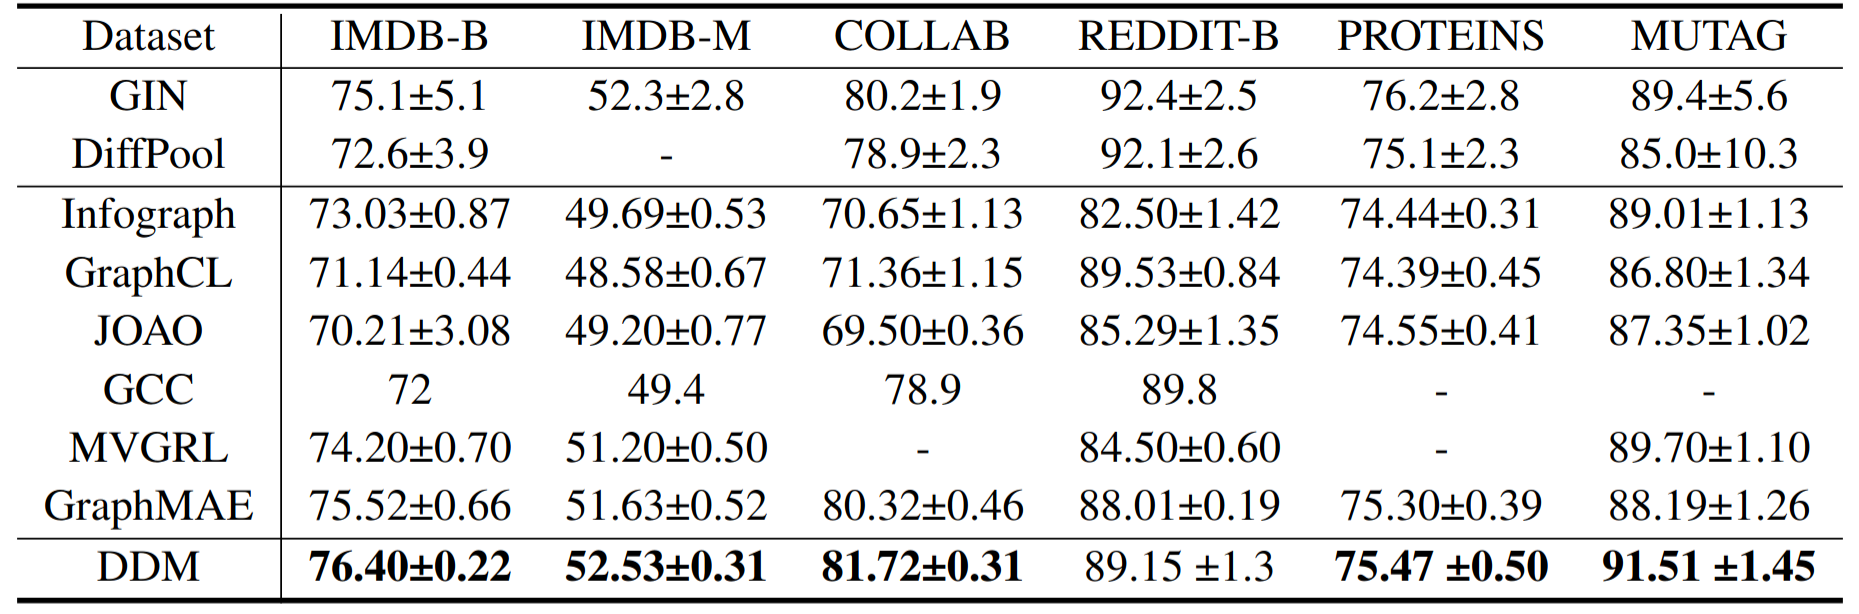 Dataset IMDB-B IMDB-M COLLAB REDDIT-B PROTEINS MUTAG
GIN 75.1±5.1 52.3±2.8 80.2±1.9 92.4±2.5 76.2±2.8 89.4±5.6
DiffPool 72.6±3.9 - 78.9±2.3 92.1±2.6 75.1±2.3 85.0±10.3
Infograph 73.03±0.87 49.69±0.53 70.65±1.13 82.50±1.42 74.44±0.31 89.01±1.13
GraphCL 71.14±0.44 48.58±0.67 71.36±1.15 89.53±0.84 74.39±0.45 86.80±1.34
JOAO 70.21±3.08 49.20±0.77 69.50±0.36 85.29±1.35 74.55±0.41 87.35±1.02
GCC 72 49.4 78.9 89.8 - -
MVGRL 74.20±0.70 51.20±0.50 - 84.50±0.60 - 89.70±1.10
GraphMAE 75.52±0.66 51.63±0.52 80.32±0.46 88.01±0.19 75.30±0.39 88.19±1.26
DDM 76.40±0.22 52.53±0.31 81.72±0.31 89.15 ±1.3 75.47 ±0.50 91.51 ±1.45